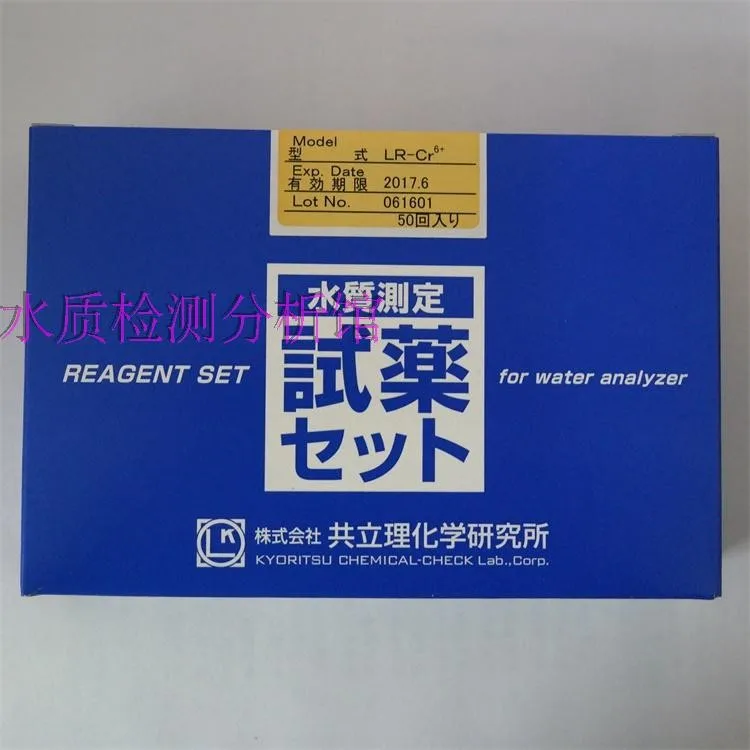 Model
型 式 LR-Cr6+
Exp. Date
有効期限 2017.6
Lot No. 061601
50回入り
水質測定
水质检测分析馆
REAGENT SET
試薬
for water analyzer
セット
LK
株式会社 共立理化学研究所
KYORITSU CHEMICAL-CHECK Lab.,Corp.